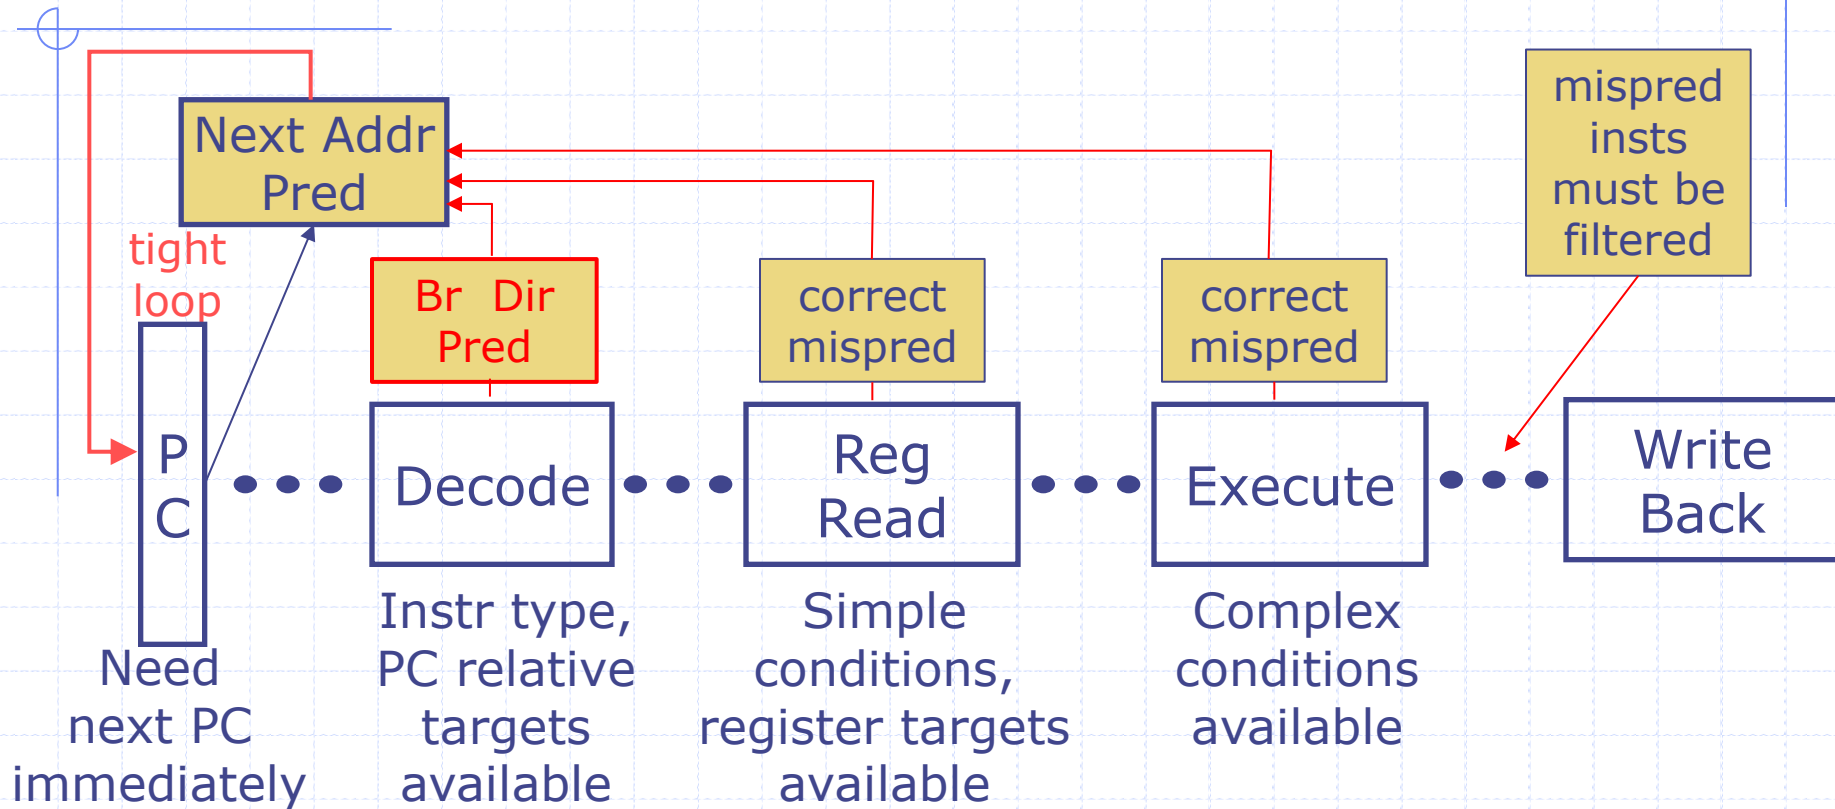 Next Addr
Pred
mispred
insts
must be
filtered
tight
loop
Br Dir
Pred
correct
mispred
correct
mispred
P
C
Decode
Reg
Read
Execute
Write
Back
Need
next PC
immediately
Instr type,
PC relative
targets
available
Simple
conditions,
register targets
available
Complex
conditions
available